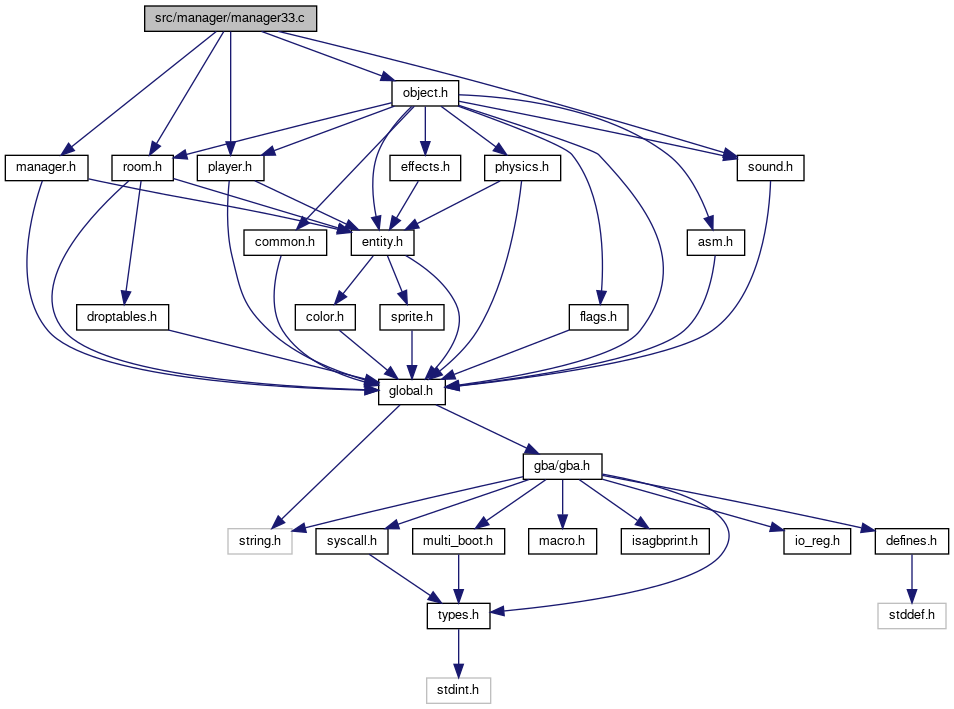 src/manager/manager33.c
object.h
manager.h
room.h
player.h
effects.h
physics.h
sound.h
common.h
entity.h
asm.h
droptables.h
color.h
sprite.h
flags.h
global.h
gba/gba.h
string.h
syscall.h
multi_boot.h
macro.h
isagbprint.h
io_reg.h
defines.h
types.h
stddef.h
stdint.h